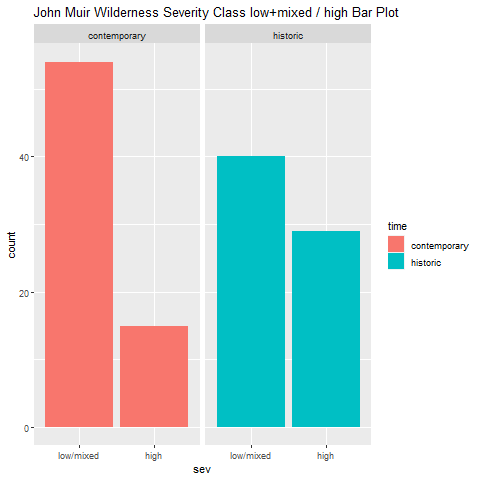 John Muir Wilderness Severity Class low+mixed / high Bar Plot
contemporary
historic
40
20
0
count
low/mixed
high
low/mixed
high
sev
time
contemporary
historic